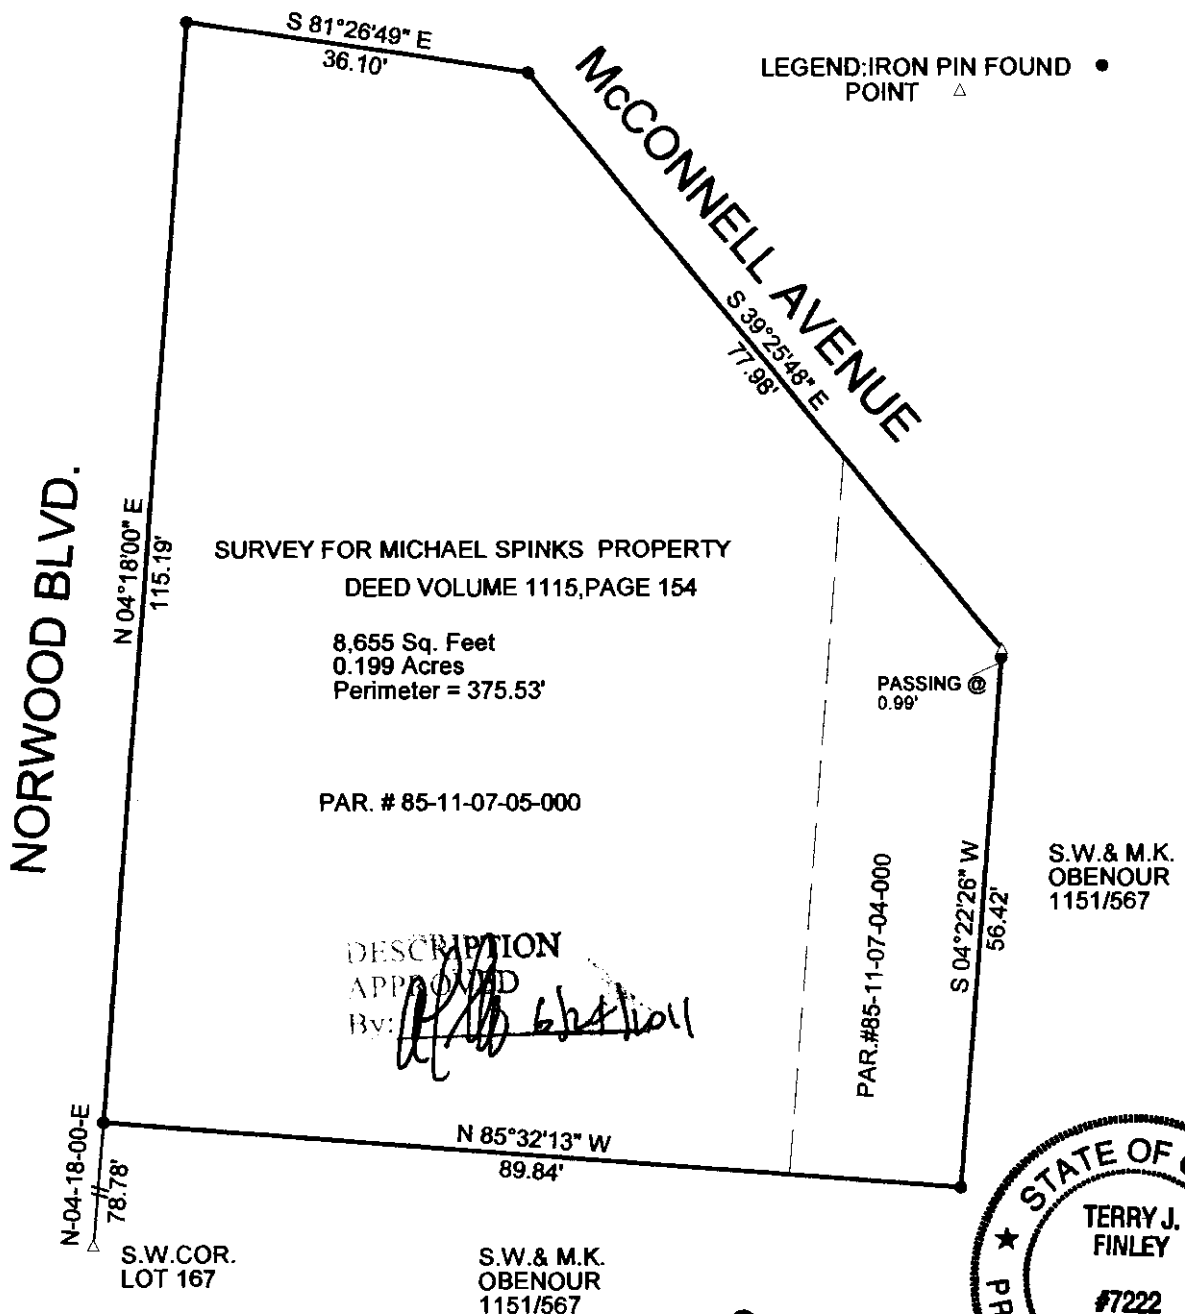 S 81°26'49" E
36.10'
LEGEND:IRON PIN FOUND
POINT
McCONNELL AVENUE
S 39°25'48" E
77.98'
NORWOOD BLVD.
N 04°18'00" E
115.19'
SURVEY FOR MICHAEL SPINKS PROPERTY
DEED VOLUME 1115,PAGE 154
8,655 Sq. Feet
0.199 Acres
Perimeter = 375.53'
PASSING @
0.99'
PAR. # 85-11-07-05-000
PAR.#85-11-07-04-000
S 04°22'26" W
56.42'
S.W.& M.K.
OBENOUR
1151/567
DESCRIPTION
APPROVED
By: 6/24/2011
N 85°32'13" W
89.84'
N-04-18-00-E
78.78'
S.W.COR.
LOT 167
S.W.& M.K.
OBENOUR
1151/567
STATE OF
TERRY J.
FINLEY
#7222